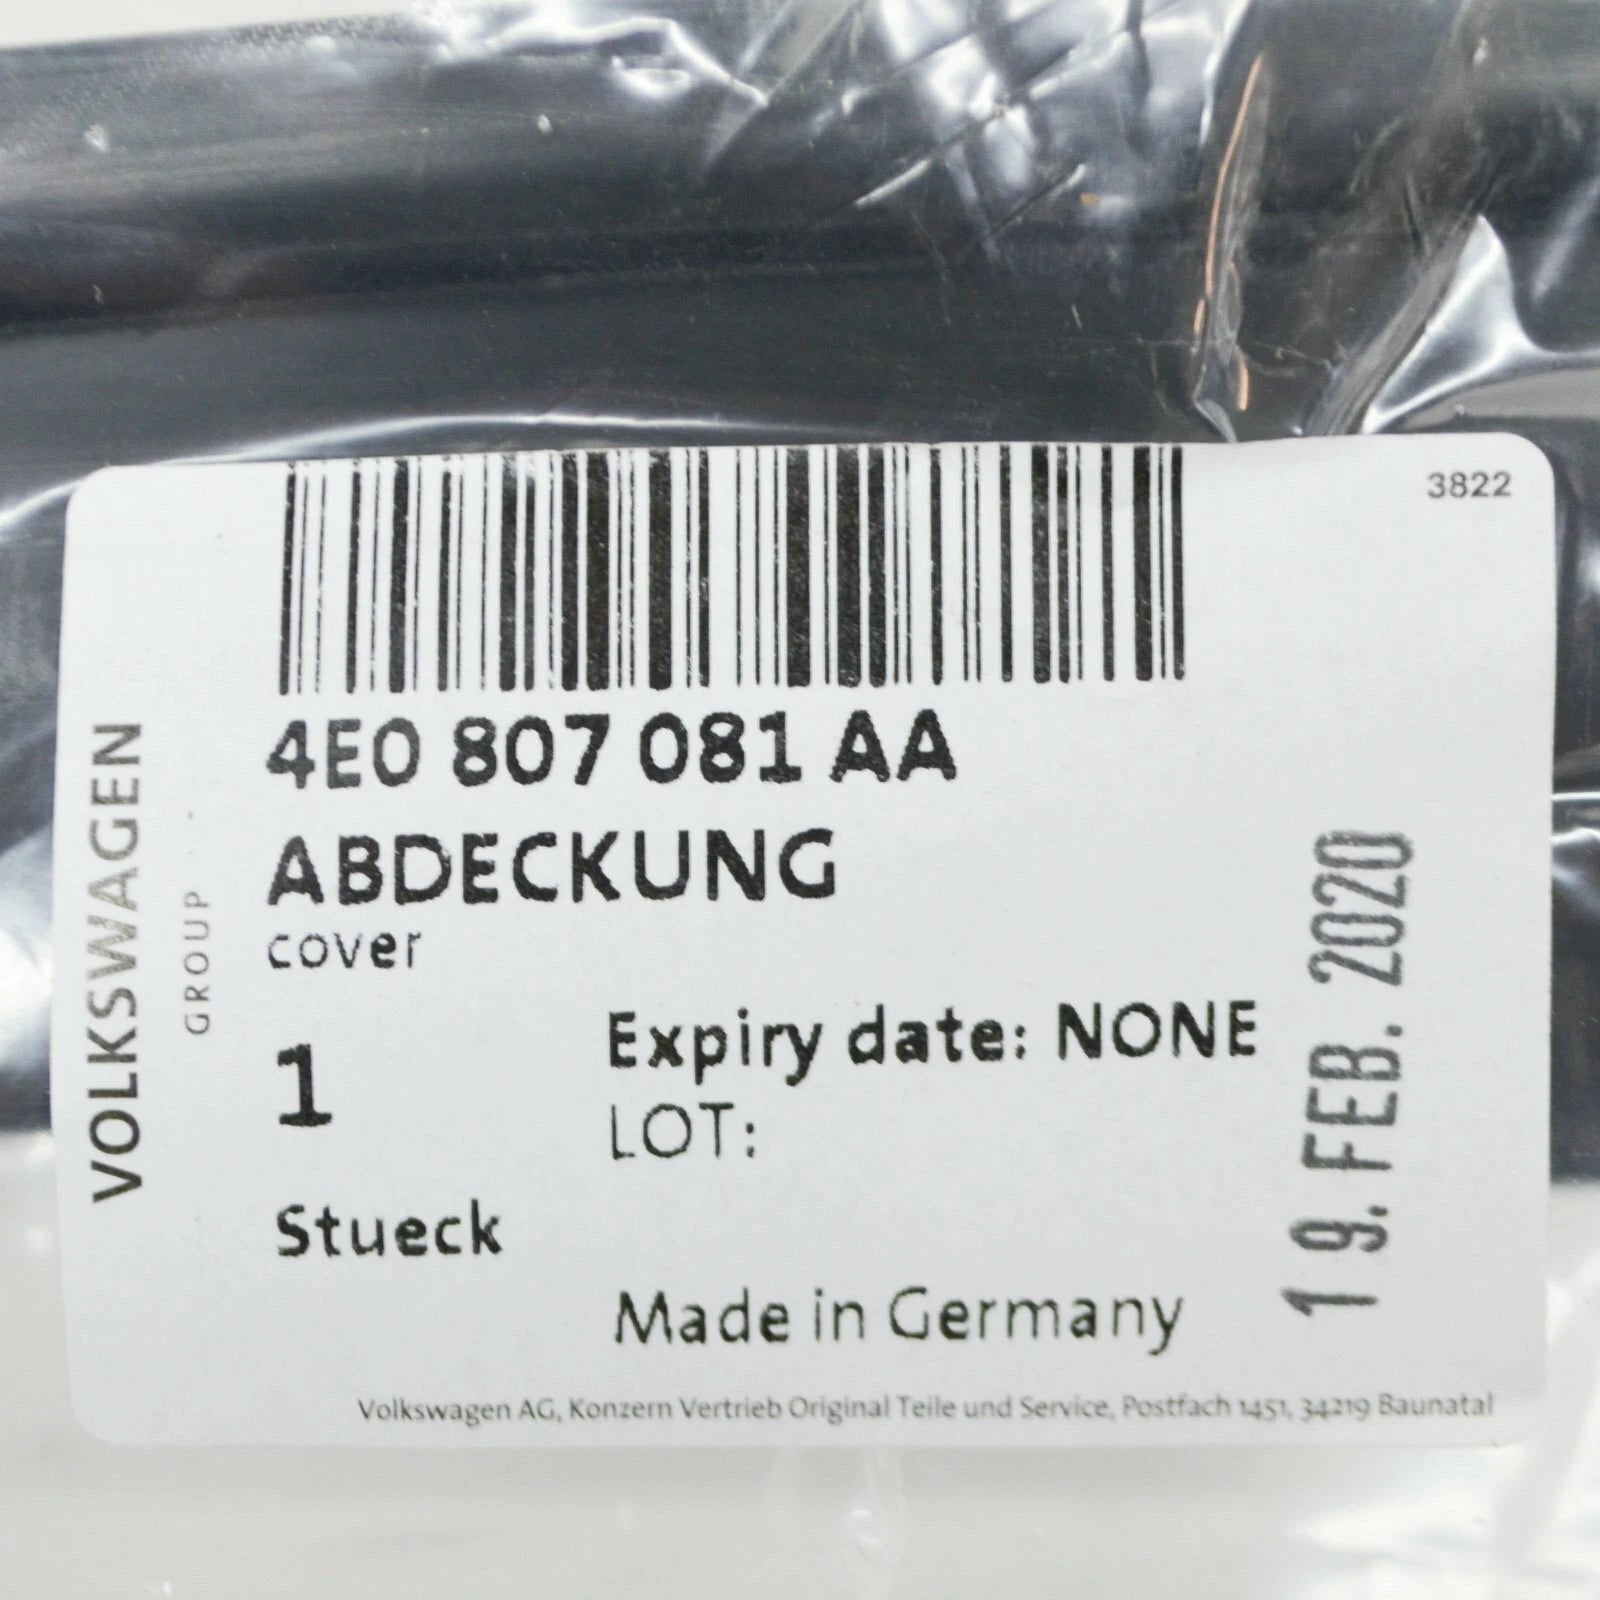 3822
4E0 807 081 AA
ABDECKUNG
cover
1
Expiry date: NONE
LOT:
Stueck
Made in Germany
Volkswagen AG, Konzern Vertrieb Original Teile und Service, Postfach 1451, 34219 Baunatal
VOLKSWAGEN
GROUP
19. FEB. 2020